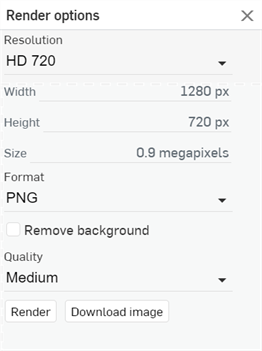 Render options
Resolution
HD 720
Width 1280 px
Height 720 px
Size 0.9 megapixels
Format
PNG
Remove background
Quality
Medium
Render Download image